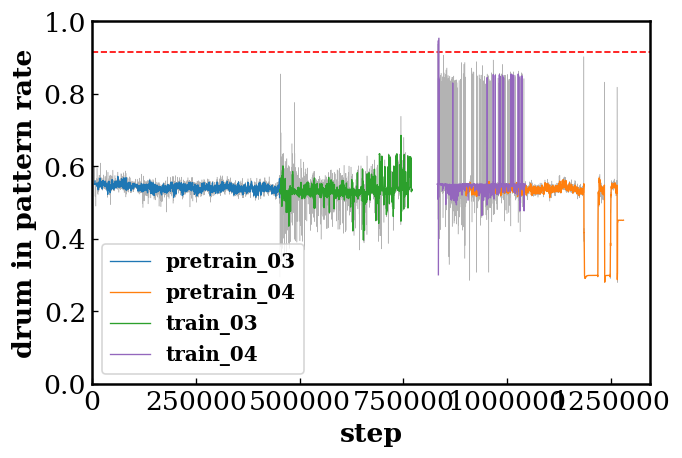 1.0
0.8
0.6
0.4
0.2
0.0
drum in pattern rate
pretrain_03
pretrain_04
train_03
train_04
0 250000 500000 750000 1000000 1250000
step